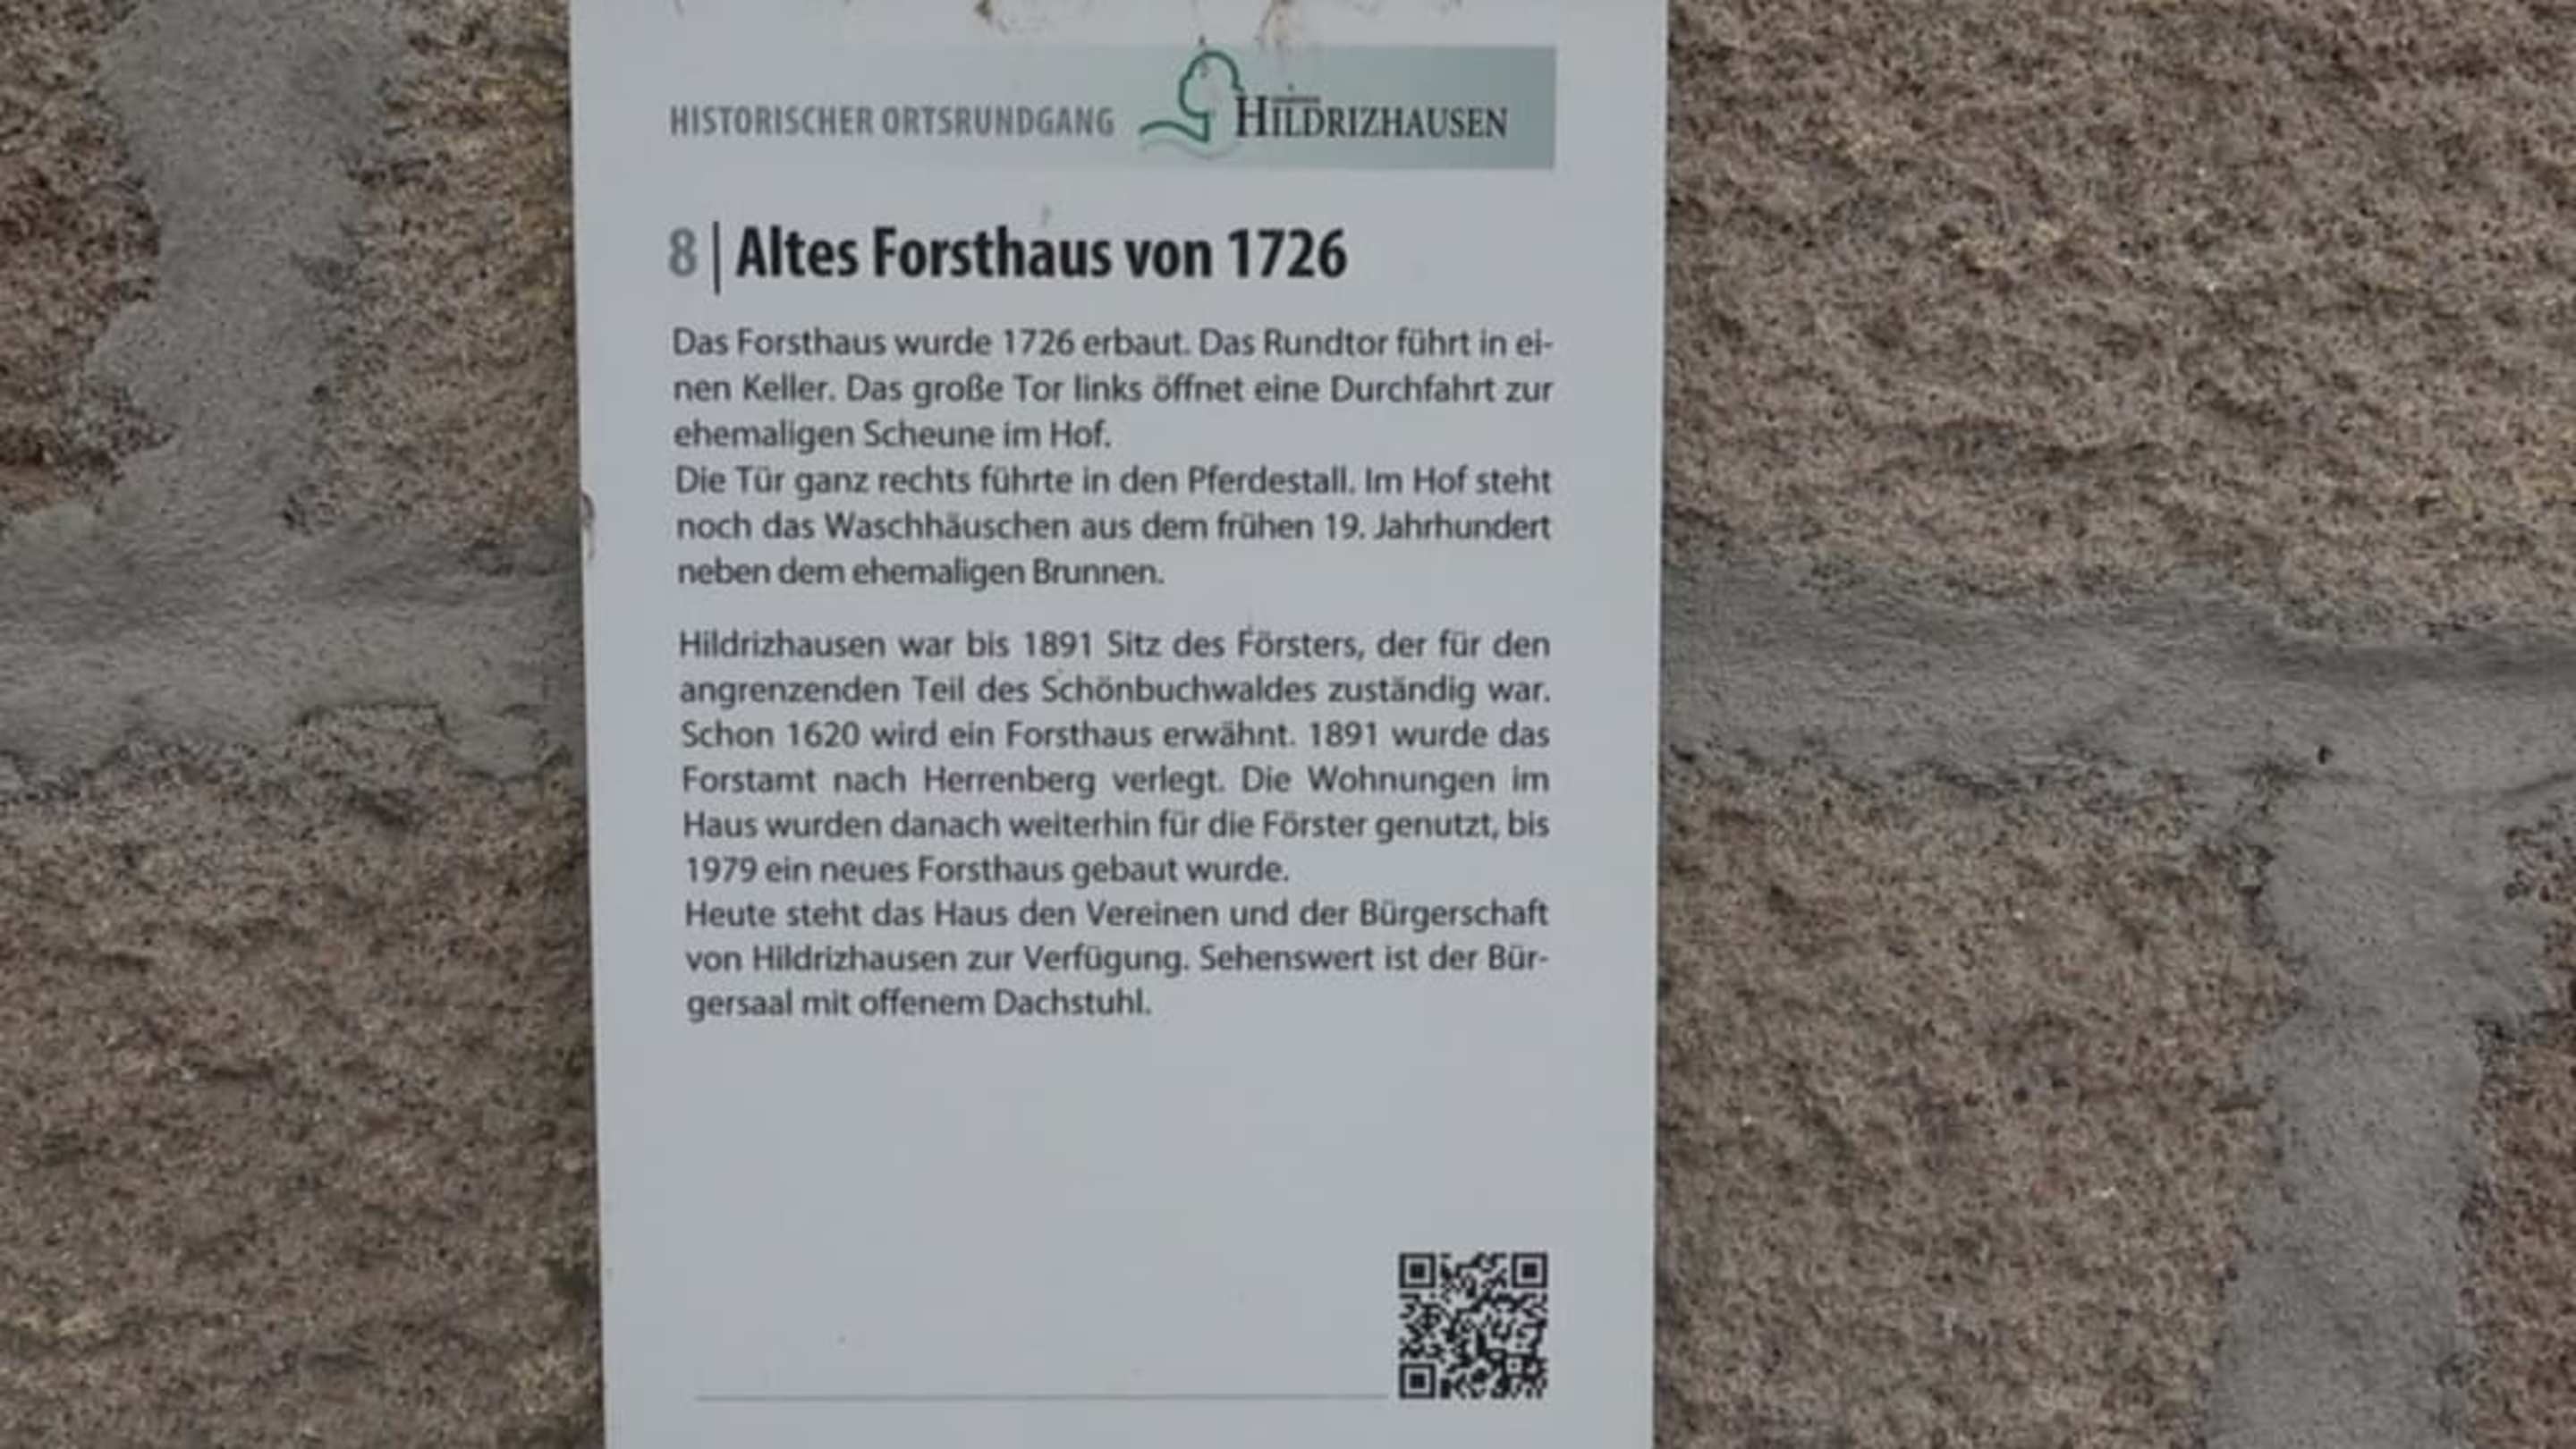 HISTORISCHER ORTSRUNDGANG HILDRIZHAUSEN
8 | Altes Forsthaus von 1726
Das Forsthaus wurde 1726 erbaut. Das Rundtor führt in ei-
nen Keller. Das große Tor links öffnet eine Durchfahrt zur
ehemaligen Scheune im Hof.
Die Tür ganz rechts führte in den Pferdestall. Im Hof steht
noch das Waschhäuschen aus dem frühen 19. Jahrhundert
neben dem ehemaligen Brunnen.
Hildrizhausen war bis 1891 Sitz des Försters, der für den
angrenzenden Teil des Schönbuchwaldes zuständig war.
Schon 1620 wird ein Forsthaus erwähnt. 1891 wurde das
Forstamt nach Herrenberg verlegt. Die Wohnungen im
Haus wurden danach weiterhin für die Förster genutzt, bis
1979 ein neues Forsthaus gebaut wurde.
Heute steht das Haus den Vereinen und der Bürgerschaft
von Hildrizhausen zur Verfügung. Sehenswert ist der Bür-
gersaal mit offenem Dachstuhl.